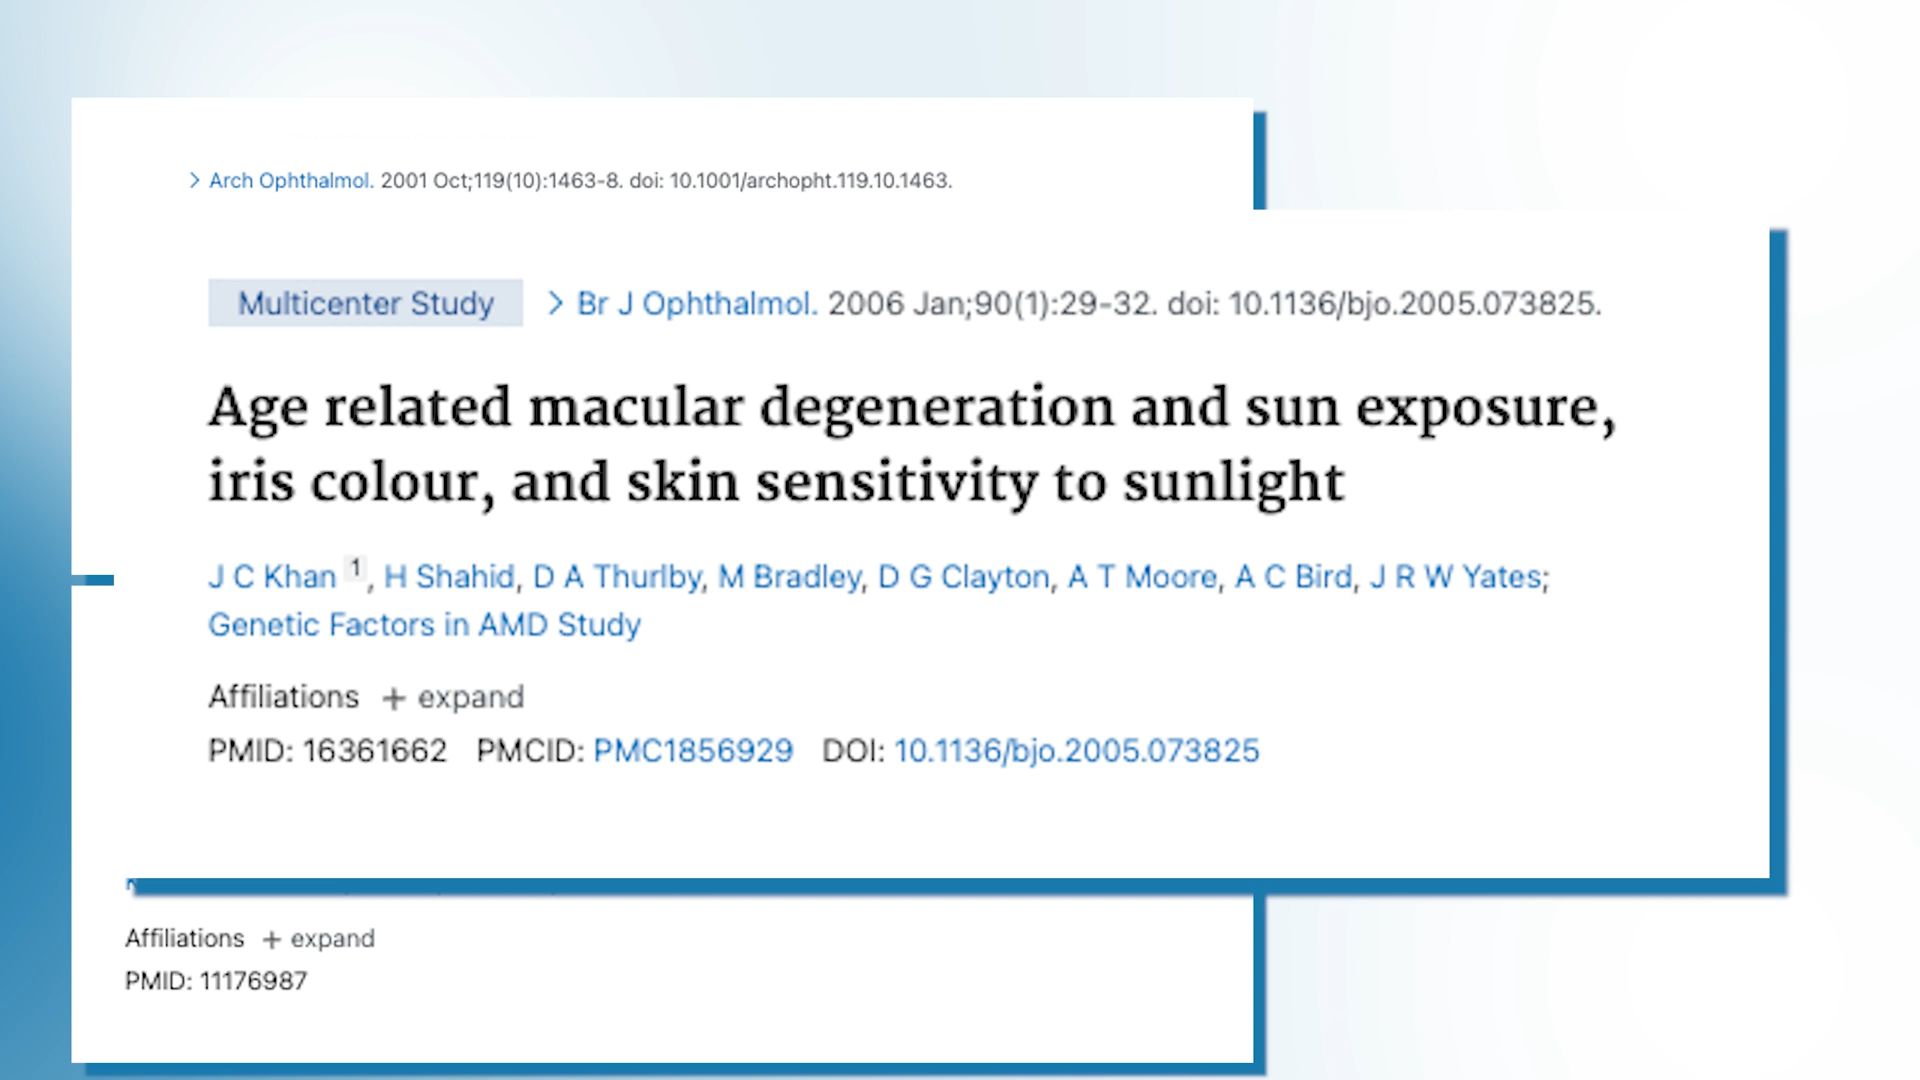 > Arch Ophthalmol. 2001 Oct;119(10):1463-8. doi: 10.1001/archopht.119.10.1463.
Multicenter Study > Br J Ophthalmol. 2006 Jan;90(1):29-32. doi: 10.1136/bjo.2005.073825.
Age related macular degeneration and sun exposure,
iris colour, and skin sensitivity to sunlight
J C Khan 1, H Shahid, D A Thurlby, M Bradley, D G Clayton, A T Moore, A C Bird, J R W Yates;
Genetic Factors in AMD Study
Affiliations + expand
PMID: 16361662 PMCID: PMC1856929 DOI: 10.1136/bjo.2005.073825
Affiliations + expand
PMID: 11176987